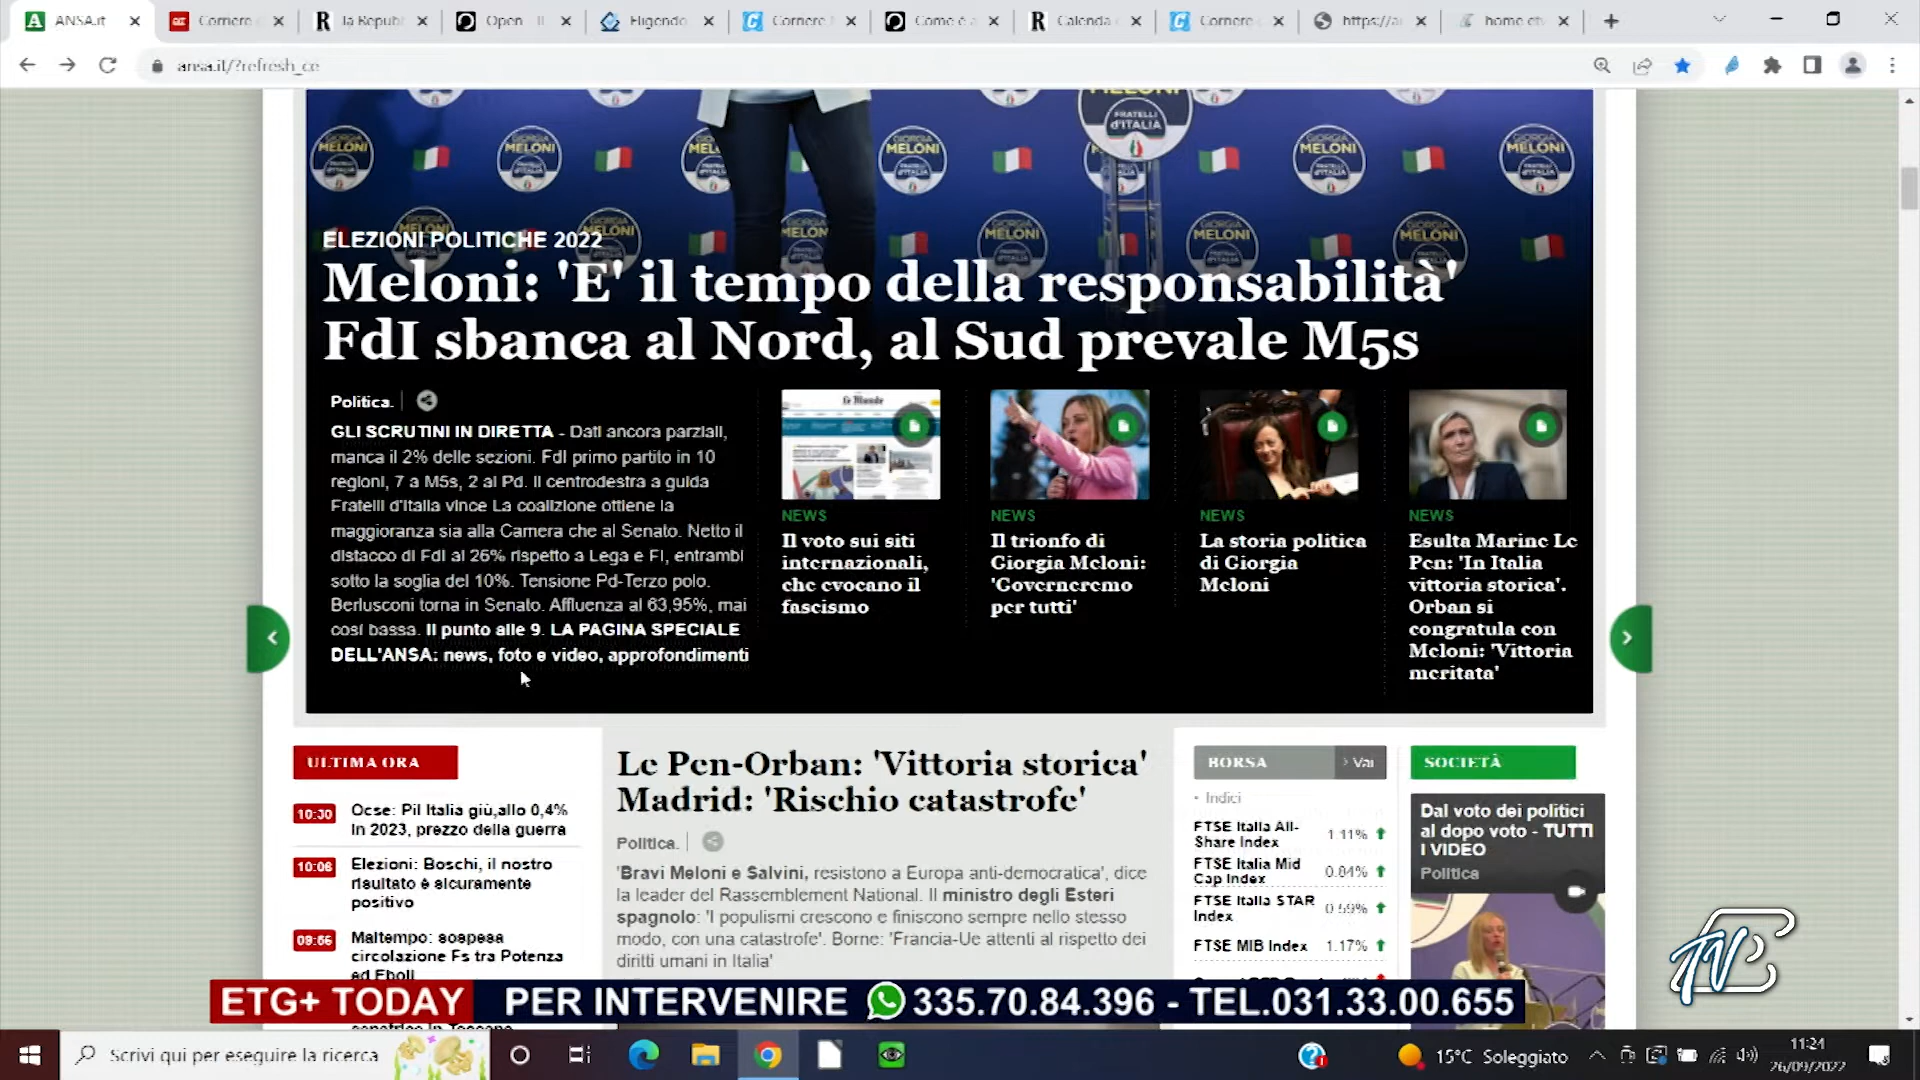 ANSA.it
Corriere
la Repub
Open
Eligendo
Corriere
Come è a
Calenda
Corriere
https://a
home etv
ansa.it/?refresh_ce
GIORGIA MELONI FRATELLI d'ITALIA
ELEZIONI POLITICHE 2022
Meloni: 'E' il tempo della responsabilità'
FdI sbanca al Nord, al Sud prevale M5s
Politica.
GLI SCRUTINI IN DIRETTA - Dati ancora parziali,
manca il 2% delle sezioni. FdI primo partito in 10
regioni, 7 a M5s, 2 al Pd. Il centrodestra a guida
Fratelli d'Italia vince La coalizione ottiene la
maggioranza sia alla Camera che al Senato. Netto il
distacco di FdI al 26% rispetto a Lega e FI, entrambi
sotto la soglia del 10%. Tensione Pd-Terzo polo.
Berlusconi torna in Senato. Affluenza al 63,95%, mai
così bassa. Il punto alle 9. LA PAGINA SPECIALE
DELL'ANSA: news, foto e video, approfondimenti
Le Monde
NEWS
Il voto sui siti
internazionali,
che evocano il
fascismo
NEWS
Il trionfo di
Giorgia Meloni:
'Governeremo
per tutti'
NEWS
La storia politica
di Giorgia
Meloni
NEWS
Esulta Marine Le
Pen: 'In Italia
vittoria storica'.
Orban si
congratula con
Meloni: 'Vittoria
meritata'
ULTIMA ORA
10:30 Ocse: Pil Italia giù,allo 0,4%
in 2023, prezzo della guerra
10:06 Elezioni: Boschi, il nostro
risultato è sicuramente
positivo
09:56 Maltempo: sospesa
circolazione Fs tra Potenza
ed Eboli
Le Pen-Orban: 'Vittoria storica'
Madrid: 'Rischio catastrofe'
Politica.
'Bravi Meloni e Salvini, resistono a Europa anti-democratica', dice
la leader del Rassemblement National. Il ministro degli Esteri
spagnolo: 'I populismi crescono e finiscono sempre nello stesso
modo, con una catastrofe'. Borne: 'Francia-Ue attenti al rispetto dei
diritti umani in Italia'
BORSA
› Vai
• Indici
FTSE Italia All-
Share Index 1.11%
FTSE Italia Mid
Cap Index 0.84%
FTSE Italia STAR
Index 0.59%
FTSE MIB Index 1.17%
SOCIETÀ
Dal voto dei politici
al dopo voto - TUTTI
I VIDEO
Politica
ETG+ TODAY
PER INTERVENIRE 335.70.84.396 - TEL.031.33.00.655
Scrivi qui per eseguire la ricerca
15°C Soleggiato
11:24
26/09/2022